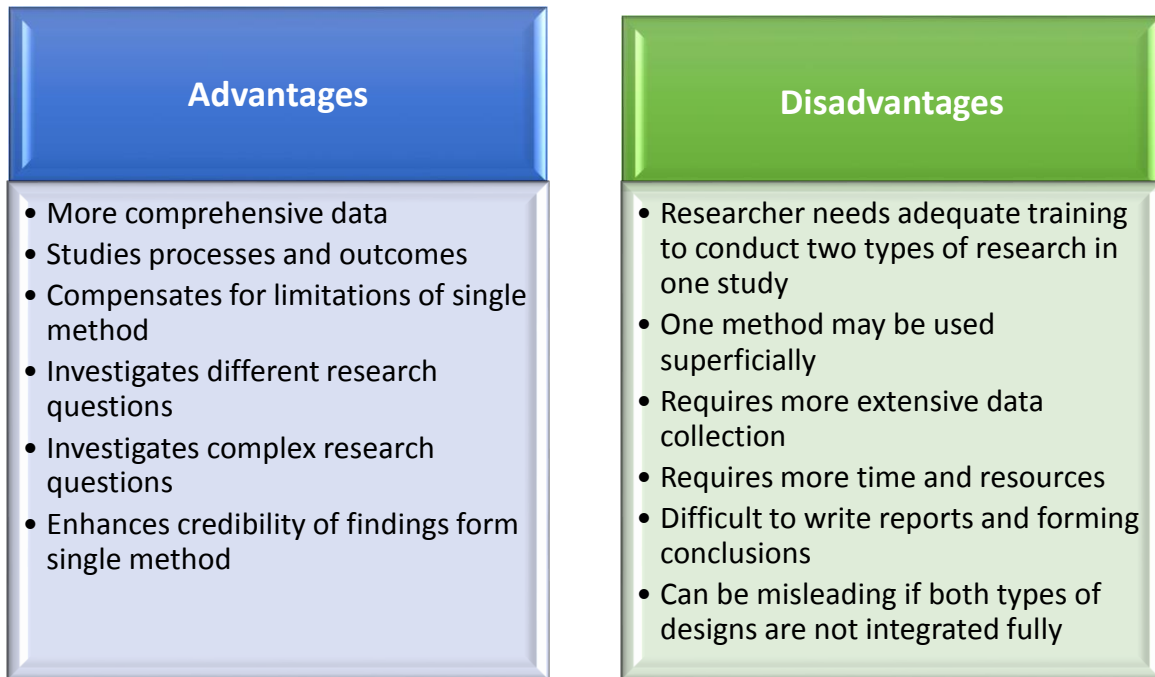 Advantages
• More comprehensive data
• Studies processes and outcomes
• Compensates for limitations of single
method
• Investigates different research
questions
• Investigates complex research
questions
• Enhances credibility of findings form
single method
Disadvantages
• Researcher needs adequate training
to conduct two types of research in
one study
• One method may be used
superficially
• Requires more extensive data
collection
• Requires more time and resources
• Difficult to write reports and forming
conclusions
• Can be misleading if both types of
designs are not integrated fully